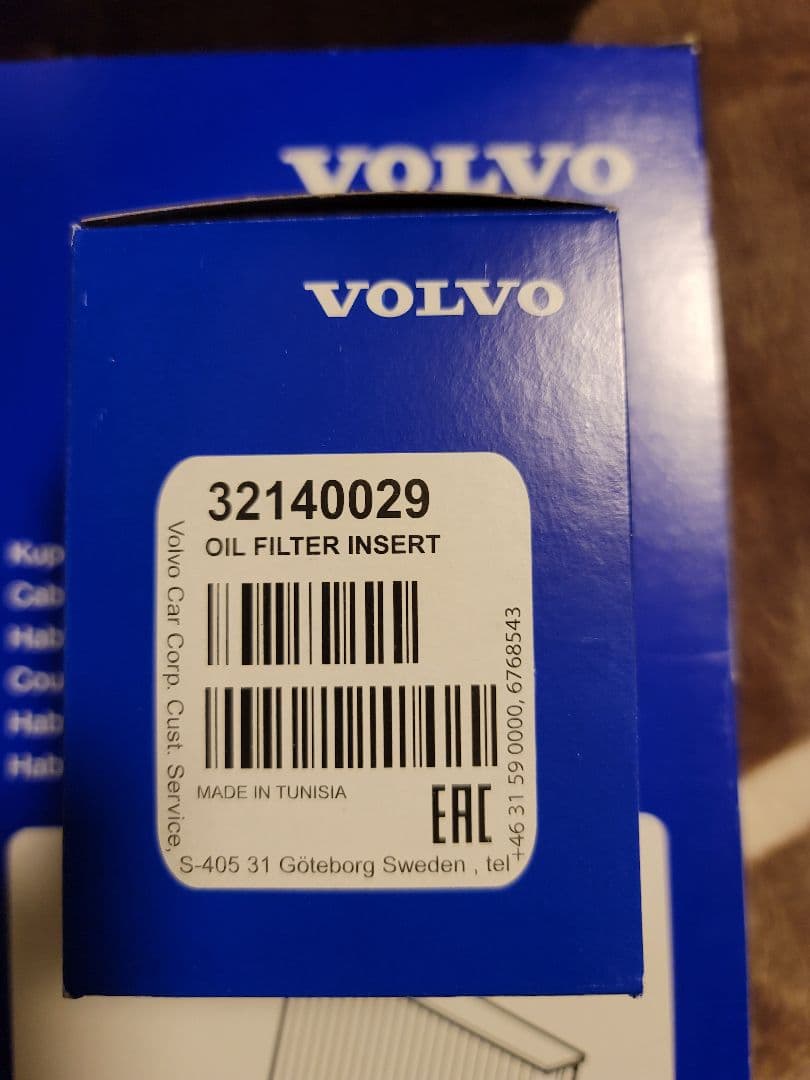 VOLVO
VOLVO
32140029
OIL FILTER INSERT
MADE IN TUNISIA
EAC
Volvo Car Corp. Cust. Service,
S-405 31 Göteborg Sweden , tel
+46 31 59 0000, 6768543